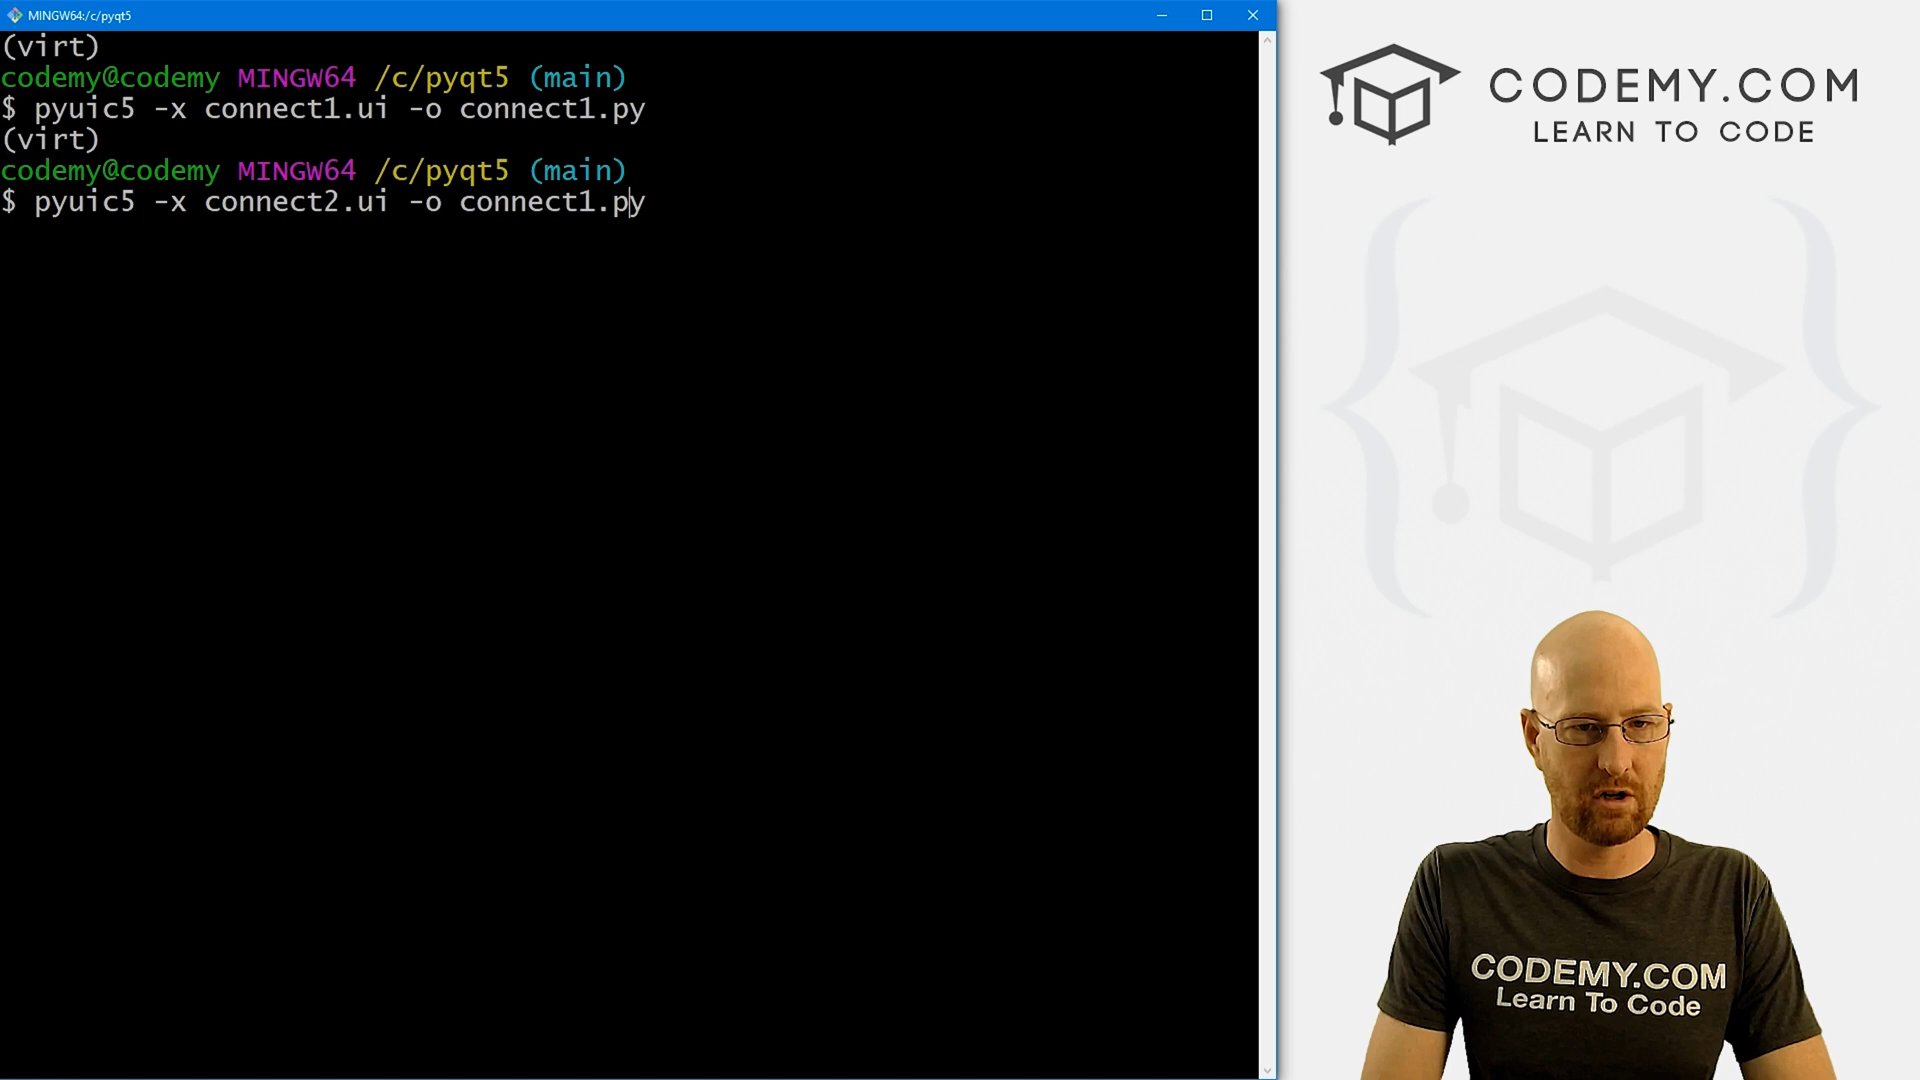 MINGW64:/c/pyqt5
(virt)
codemy@codemy MINGW64 /c/pyqt5 (main)
$ pyuic5 -x connect1.ui -o connect1.py
(virt)
codemy@codemy MINGW64 /c/pyqt5 (main)
$ pyuic5 -x connect2.ui -o connect1.py
CODEMY.COM
LEARN TO CODE
CODEMY.COM
Learn To Code